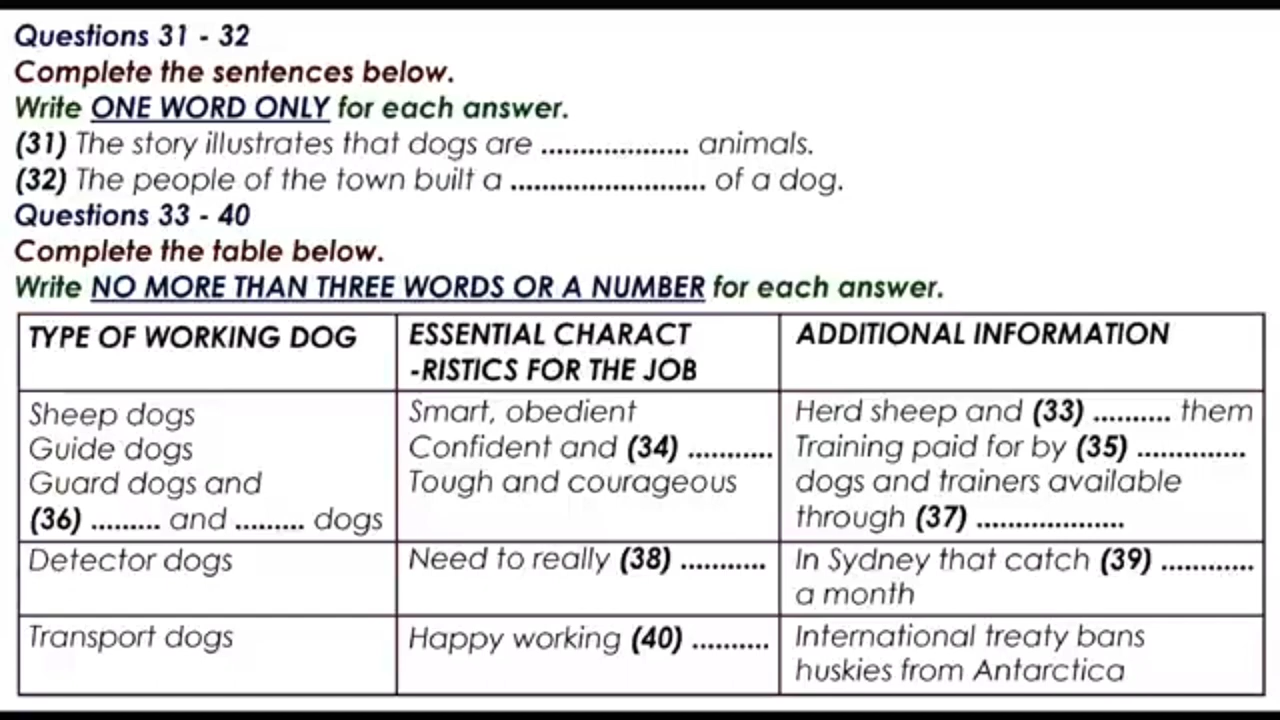 Questions 31 - 32
Complete the sentences below.
Write ONE WORD ONLY for each answer.
(31) The story illustrates that dogs are ................... animals.
(32) The people of the town built a ......................... of a dog.
Questions 33 - 40
Complete the table below.
Write NO MORE THAN THREE WORDS OR A NUMBER for each answer.
TYPE OF WORKING DOG
ESSENTIAL CHARACT
-RISTICS FOR THE JOB
ADDITIONAL INFORMATION
Sheep dogs
Guide dogs
Guard dogs and
(36) ......... and ......... dogs
Smart, obedient
Confident and (34) ...........
Tough and courageous
Herd sheep and (33) .......... them
Training paid for by (35) ..............
dogs and trainers available
through (37) ...................
Detector dogs
Need to really (38) ...........
In Sydney that catch (39) ............
a month
Transport dogs
Happy working (40) ..........
International treaty bans
huskies from Antarctica